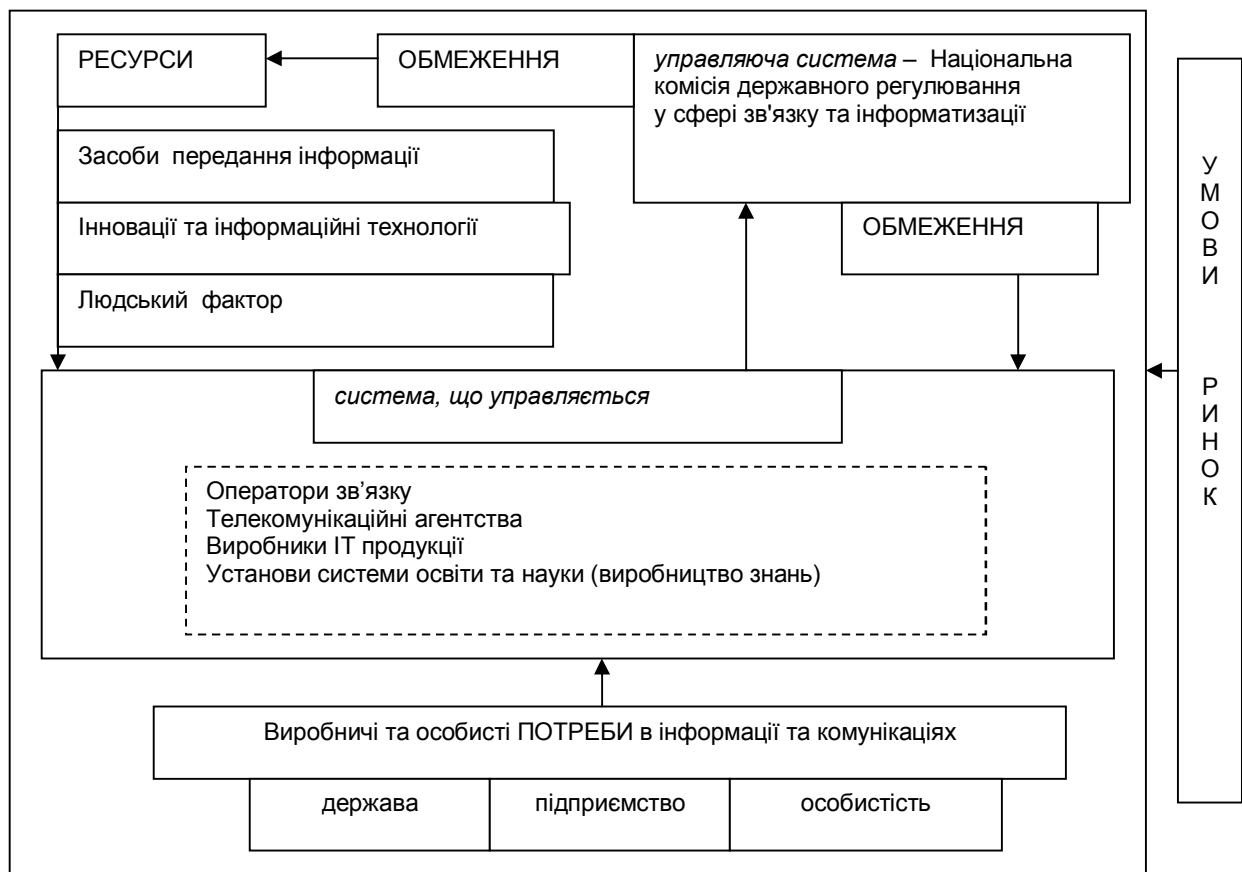 РЕСУРСИ
ОБМЕЖЕННЯ
управляюча система – Національна
комісія державного регулювання
у сфері зв'язку та інформатизації
Засоби передання інформації
Інновації та інформаційні технології
Людський фактор
ОБМЕЖЕННЯ
система, що управляється
Оператори зв’язку
Телекомунікаційні агентства
Виробники ІТ продукції
Установи системи освіти та науки (виробництво знань)
Виробничі та особисті ПОТРЕБИ в інформації та комунікаціях
держава
підприємство
особистість
УМОВИ
РИНОК